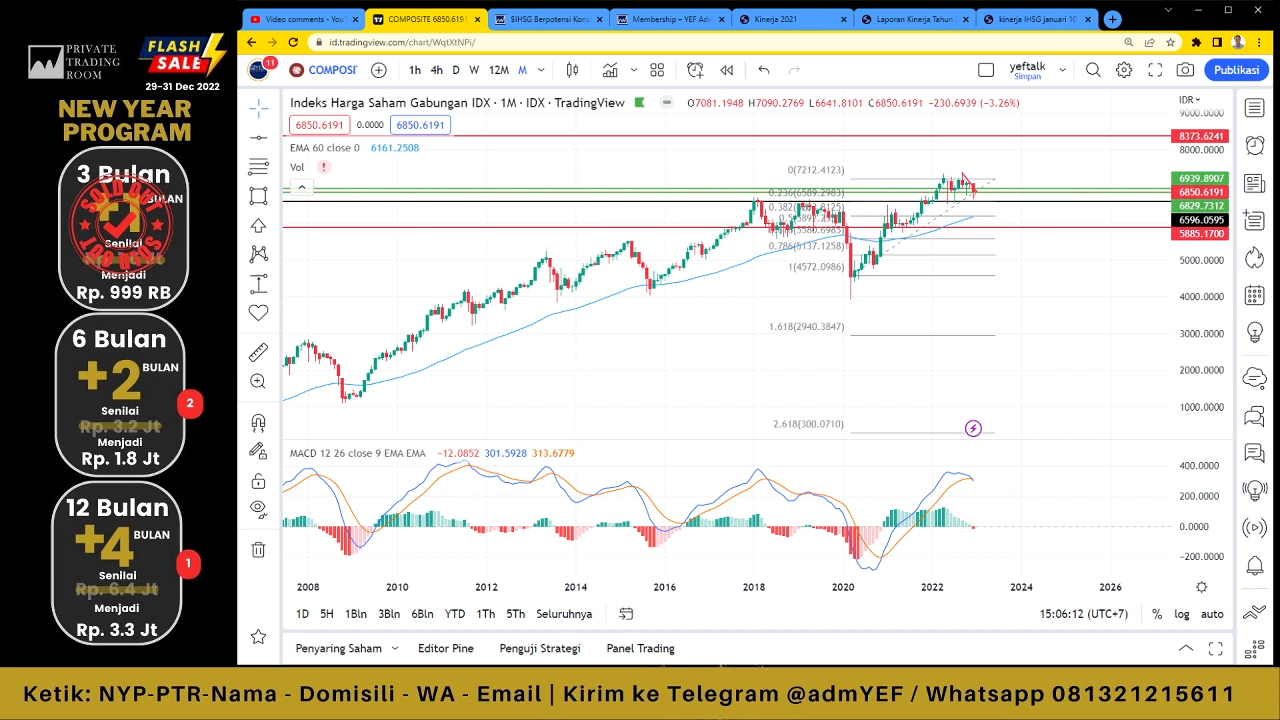 PRIVATE
TRADING
ROOM
FLASH
SALE
29-31 Dec 2022
NEW YEAR
PROGRAM
3 Bulan
BULAN
SOLD OUT
Senilai
Menjadi
Rp. 999 RB
6 Bulan
+2 BULAN
Senilai
Rp. 3.2 Jt
Menjadi
Rp. 1.8 Jt
2
12 Bulan
+4 BULAN
Senilai
Rp. 6.4 Jt
Menjadi
Rp. 3.3 Jt
1
Video comments - You
COMPOSITE 6850.6191
$IHSG Berpotensi Kons
Membership – YEF Adv
Kinerja 2021
Laporan Kinerja Tahun
kinerja IHSG januari 10
id.tradingview.com/chart/WqtXtNPi/
11
COMPOSI
1h 4h D W 12M M
yeftalk
Simpan
Publikasi
Indeks Harga Saham Gabungan IDX · 1M · IDX · TradingView
O7081.1948 H7090.2769 L6641.8101 C6850.6191 −230.6939 (−3.26%)
IDR
6850.6191 0.0000 6850.6191
EMA 60 close 0 6161.2508
Vol
0(7212.4123)
0.236(6589.2983)
0.786(5137.1258)
1(4572.0986)
1.618(2940.3847)
2.618(300.0710)
9000.0000
8373.6241
8000.0000
6939.8907
6850.6191
6829.7312
6596.0595
5885.1700
5000.0000
4000.0000
3000.0000
2000.0000
1000.0000
MACD 12 26 close 9 EMA EMA −12.0852 301.5928 313.6779
400.0000
200.0000
0.0000
−200.0000
2008 2010 2012 2014 2016 2018 2020 2022 2024 2026
1D 5H 1Bln 3Bln 6Bln YTD 1Th 5Th Seluruhnya
15:06:12 (UTC+7) % log auto
Penyaring Saham Editor Pine Penguji Strategi Panel Trading
Ketik: NYP-PTR-Nama - Domisili - WA - Email | Kirim ke Telegram @admYEF / Whatsapp 081321215611